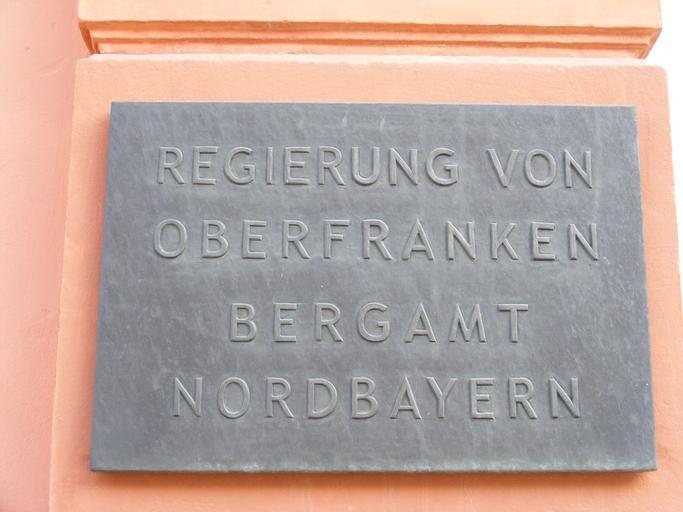 REGIERUNG VON
OBERFRANKEN
BERGAMT
NORDBAYERN